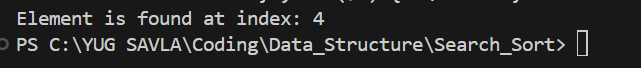 Element is found at index: 4
PS C:\YUG SAVLA\Coding\Data_Structure\Search_Sort>